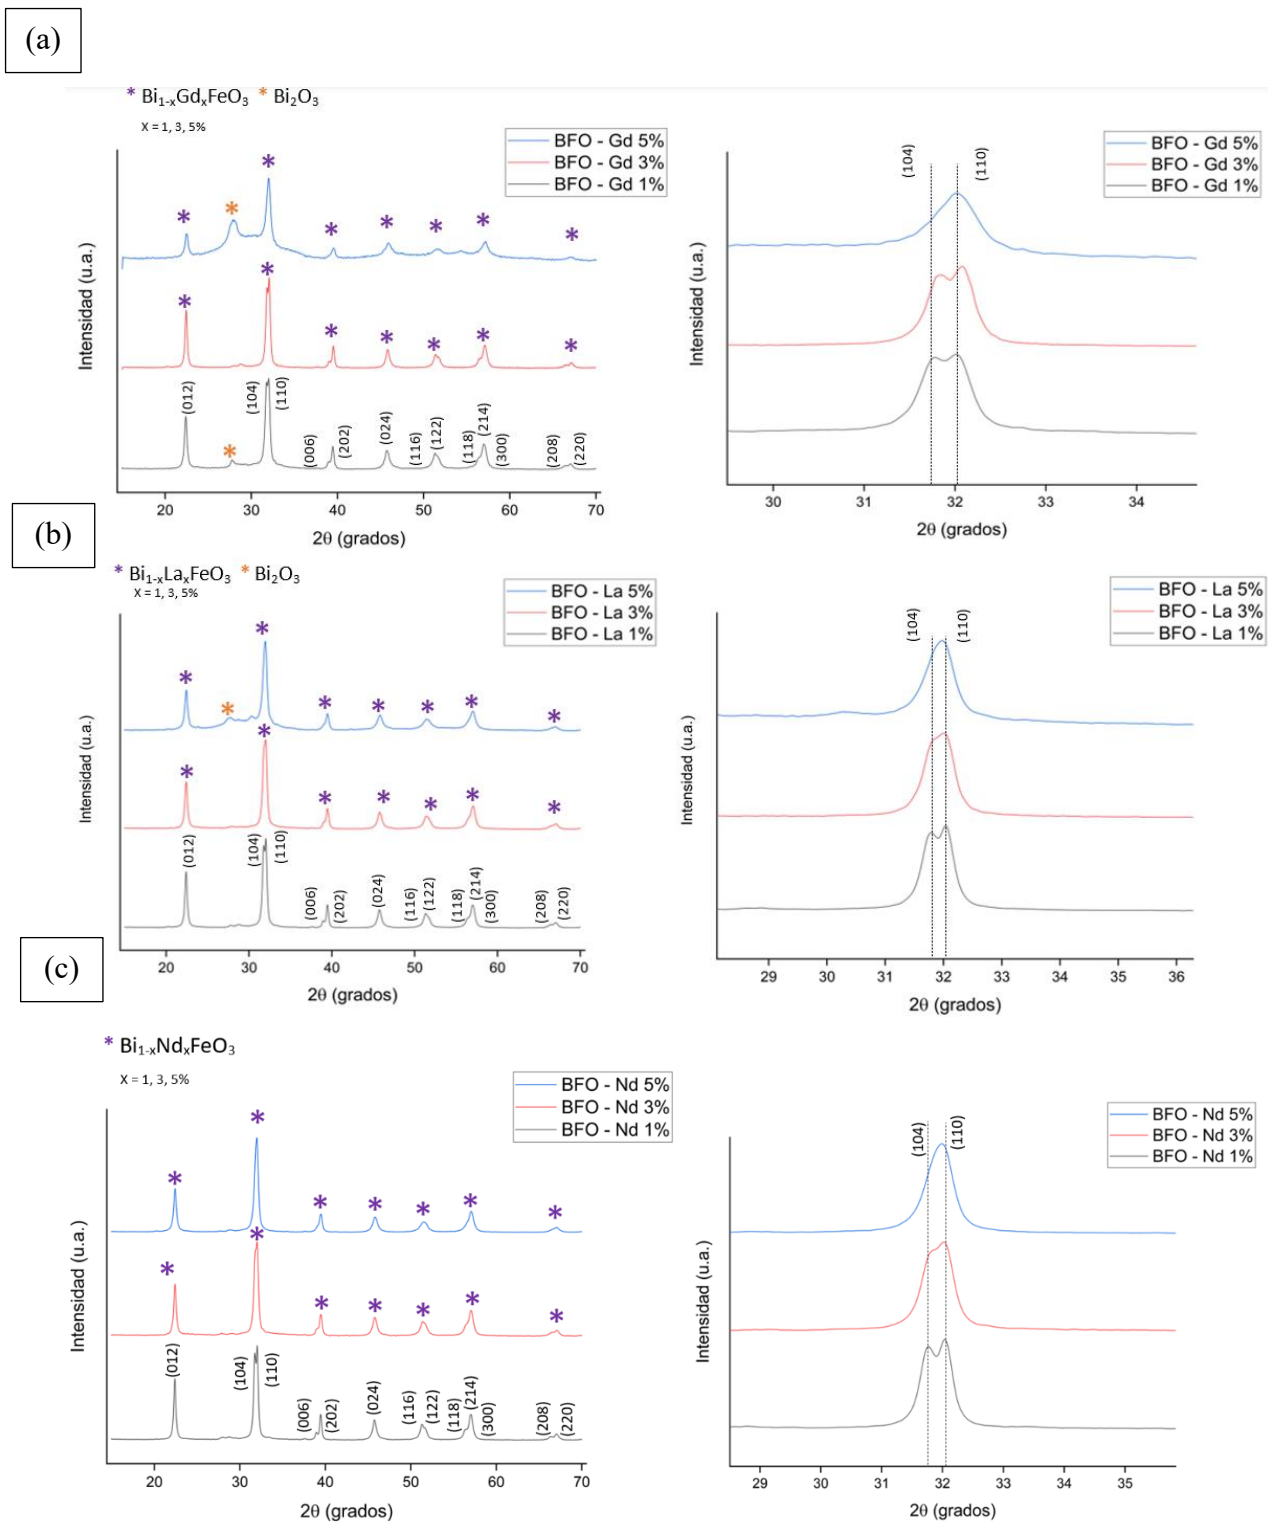 (a)
* Bi₁₋ₓGdₓFeO₃ * Bi₂O₃
X = 1, 3, 5%
BFO - Gd 5%
BFO - Gd 3%
BFO - Gd 1%
Intensidad (u.a.)
(012)
(104)
(110)
(006)
(202)
(024)
(116)
(122)
(118)
(214)
(300)
(208)
(220)
20 30 40 50 60 70
2θ (grados)
BFO - Gd 5%
BFO - Gd 3%
BFO - Gd 1%
(104)
(110)
Intensidad (u.a.)
30 31 32 33 34
2θ (grados)
(b)
* Bi₁₋ₓLaₓFeO₃ * Bi₂O₃
X = 1, 3, 5%
BFO - La 5%
BFO - La 3%
BFO - La 1%
Intensidad (u.a.)
(012)
(104)
(110)
(006)
(202)
(024)
(116)
(122)
(118)
(214)
(300)
(208)
(220)
20 30 40 50 60 70
2θ (grados)
BFO - La 5%
BFO - La 3%
BFO - La 1%
(104)
(110)
Intensidad (u.a.)
29 30 31 32 33 34 35 36
2θ (grados)
(c)
* Bi₁₋ₓNdₓFeO₃
X = 1, 3, 5%
BFO - Nd 5%
BFO - Nd 3%
BFO - Nd 1%
Intensidad (u.a.)
(012)
(104)
(110)
(006)
(202)
(024)
(116)
(122)
(118)
(214)
(300)
(208)
(220)
20 30 40 50 60 70
2θ (grados)
BFO - Nd 5%
BFO - Nd 3%
BFO - Nd 1%
(104)
(110)
Intensidad (u.a.)
29 30 31 32 33 34 35
2θ (grados)